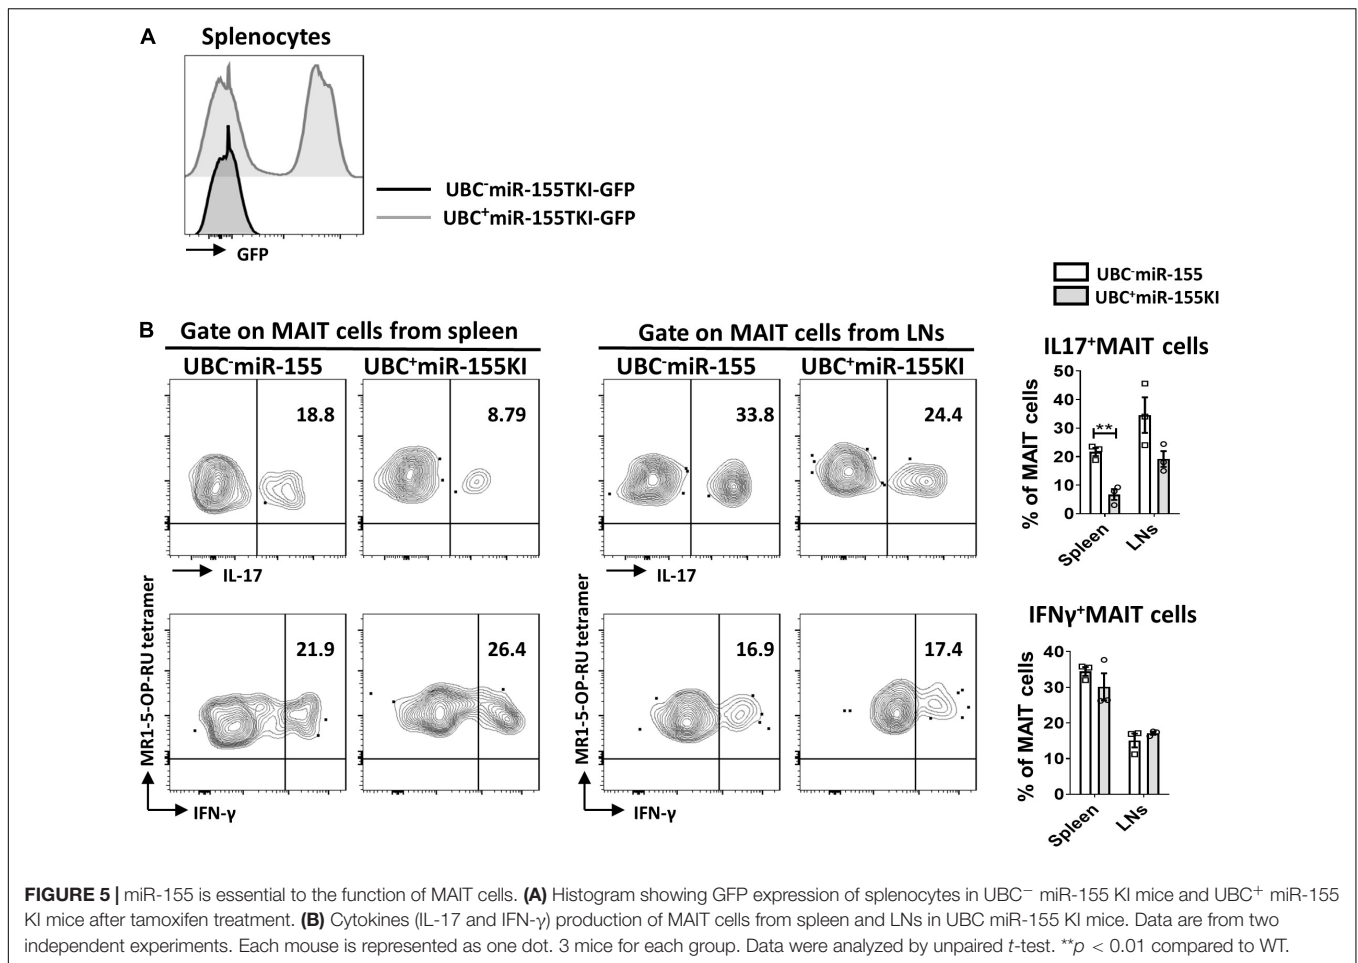 A
Splenocytes
GFP
UBC-miR-155TKI-GFP
UBC+miR-155TKI-GFP
B
Gate on MAIT cells from spleen
UBC-miR-155 UBC+miR-155KI
18.8
8.79
IL-17
21.9
26.4
MR1-5-OP-RU tetramer
IFN-γ
Gate on MAIT cells from LNs
UBC-miR-155 UBC+miR-155KI
33.8
24.4
IL-17
16.9
17.4
MR1-5-OP-RU tetramer
IFN-γ
UBC-miR-155
UBC+miR-155KI
IL17+MAIT cells
% of MAIT cells
50
40
30
20
10
0
**
Spleen
LNs
IFNγ+MAIT cells
% of MAIT cells
40
30
20
10
0
Spleen
LNs
FIGURE 5 | miR-155 is essential to the function of MAIT cells. (A) Histogram showing GFP expression of splenocytes in UBC− miR-155 KI mice and UBC+ miR-155
KI mice after tamoxifen treatment. (B) Cytokines (IL-17 and IFN-γ) production of MAIT cells from spleen and LNs in UBC miR-155 KI mice. Data are from two
independent experiments. Each mouse is represented as one dot. 3 mice for each group. Data were analyzed by unpaired t-test. **p < 0.01 compared to WT.